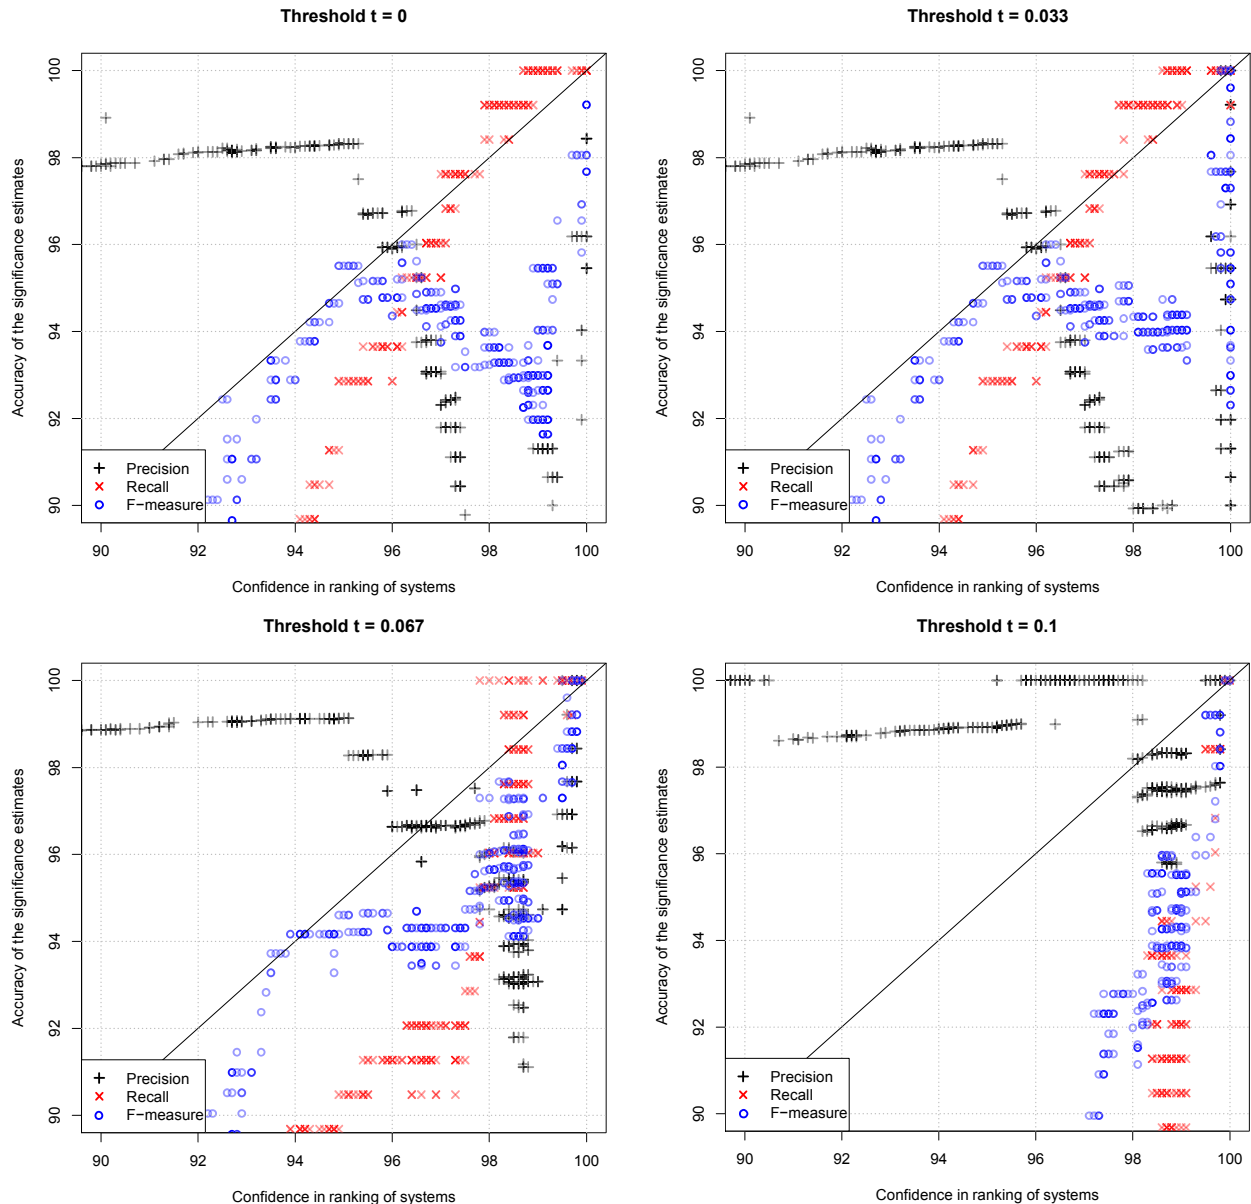 Threshold t = 0
Accuracy of the significance estimates
100
98
96
94
92
90
Precision
Recall
F−measure
90 92 94 96 98 100
Confidence in ranking of systems
Threshold t = 0.033
Accuracy of the significance estimates
100
98
96
94
92
90
Precision
Recall
F−measure
90 92 94 96 98 100
Confidence in ranking of systems
Threshold t = 0.067
Accuracy of the significance estimates
100
98
96
94
92
90
Precision
Recall
F−measure
90 92 94 96 98 100
Confidence in ranking of systems
Threshold t = 0.1
Accuracy of the significance estimates
100
98
96
94
92
90
Precision
Recall
F−measure
90 92 94 96 98 100
Confidence in ranking of systems